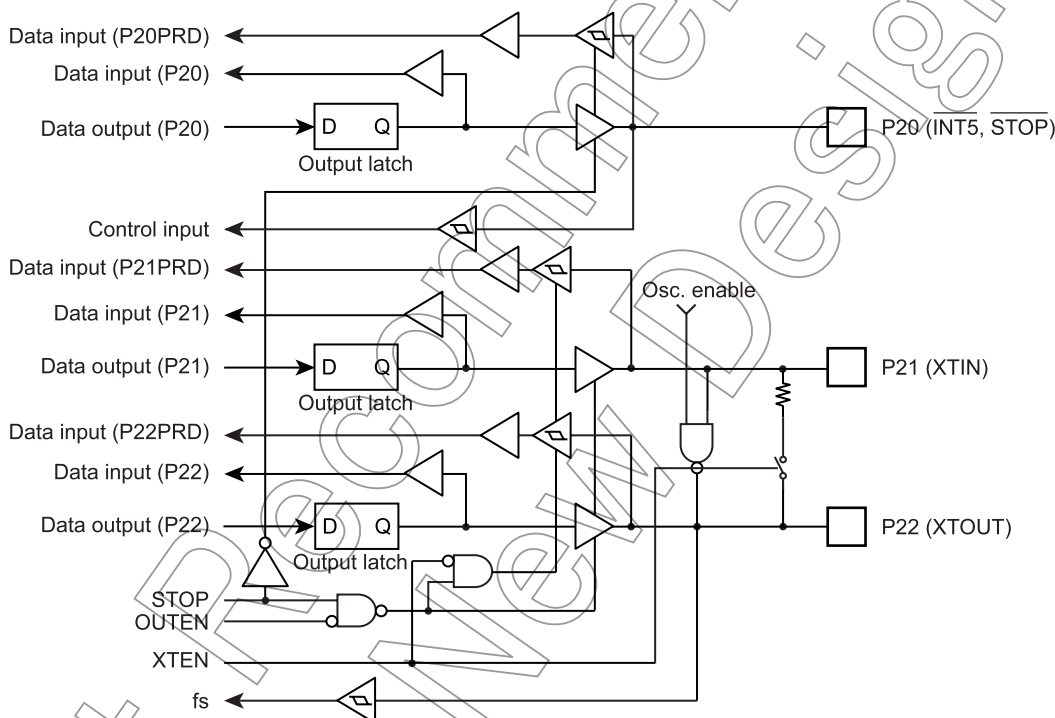 Data input (P20PRD)
Data input (P20)
Data output (P20)
D Q
Output latch
P20 (INT5, STOP)
Control input
Data input (P21PRD)
Osc. enable
Data input (P21)
Data output (P21)
D Q
Output latch
P21 (XTIN)
Data input (P22PRD)
Data input (P22)
Data output (P22)
D Q
Output latch
P22 (XTOUT)
STOP
OUTEN
XTEN
fs